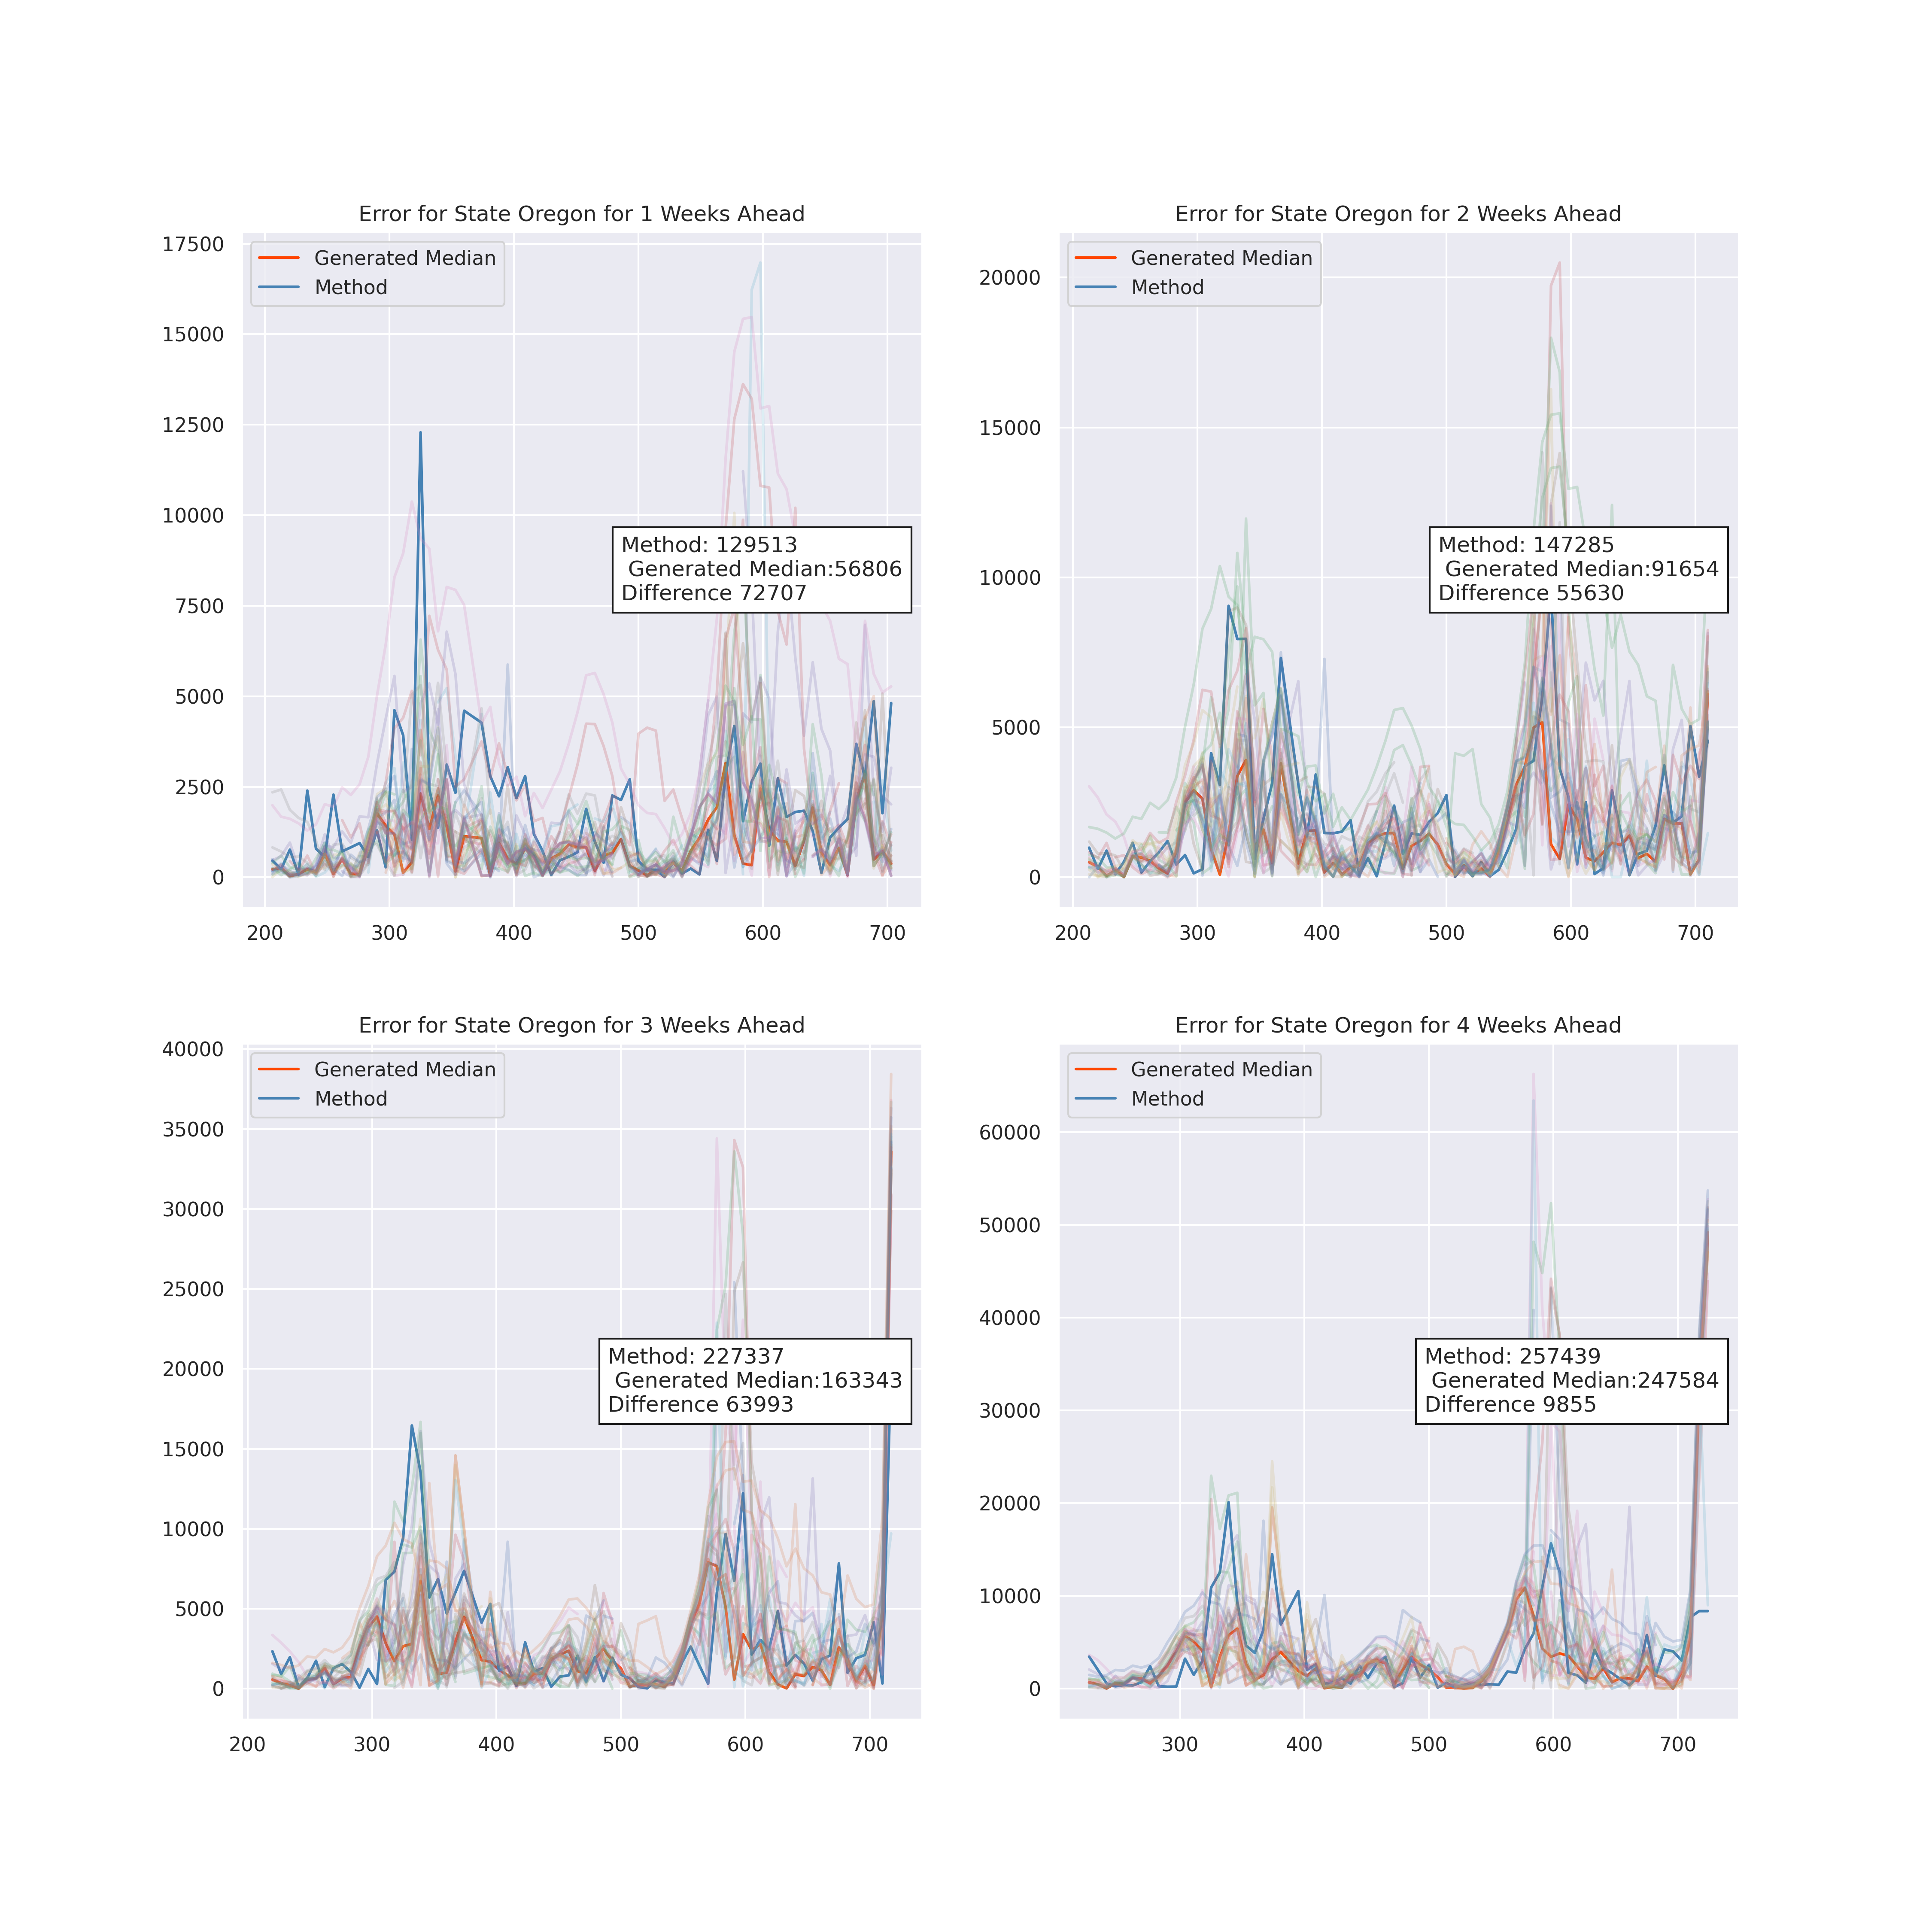 Error for State Oregon for 1 Weeks Ahead
17500
15000
12500
10000
7500
5000
2500
0
200 300 400 500 600 700
Generated Median
Method
Method: 129513
Generated Median:56806
Difference 72707
Error for State Oregon for 2 Weeks Ahead
20000
15000
10000
5000
0
200 300 400 500 600 700
Generated Median
Method
Method: 147285
Generated Median:91654
Difference 55630
Error for State Oregon for 3 Weeks Ahead
40000
35000
30000
25000
20000
15000
10000
5000
0
200 300 400 500 600 700
Generated Median
Method
Method: 227337
Generated Median:163343
Difference 63993
Error for State Oregon for 4 Weeks Ahead
60000
50000
40000
30000
20000
10000
0
300 400 500 600 700
Generated Median
Method
Method: 257439
Generated Median:247584
Difference 9855